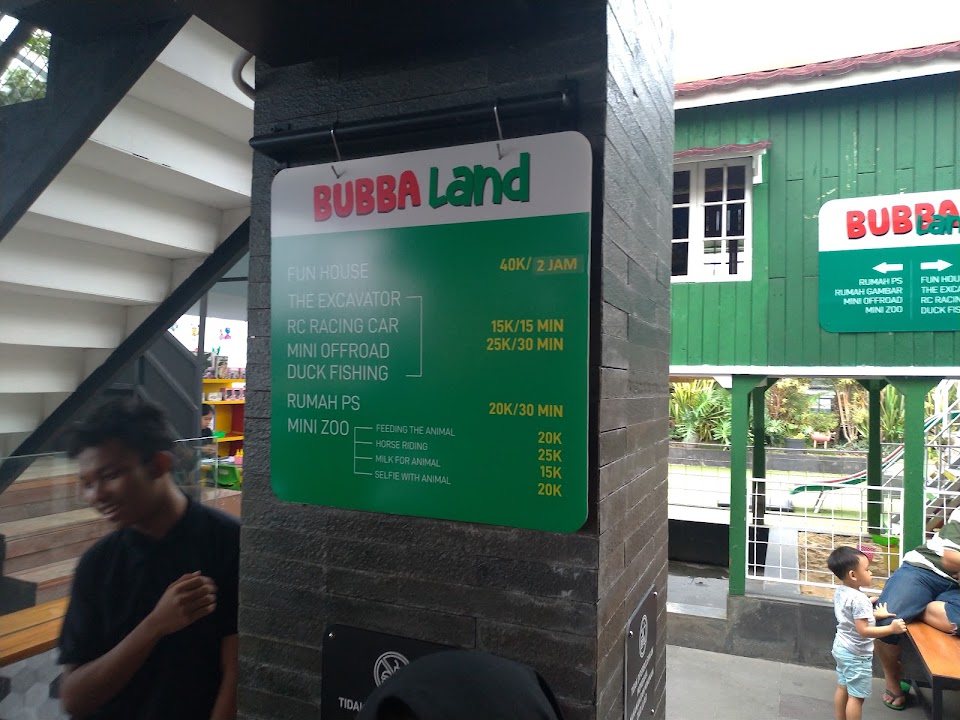 BUBBA LAND
FUN HOUSE 40K/ 2 JAM
THE EXCAVATOR
RC RACING CAR 15K/15 MIN
MINI OFFROAD 25K/30 MIN
DUCK FISHING
RUMAH PS 20K/30 MIN
MINI ZOO FEEDING THE ANIMAL 20K
HORSE RIDING 25K
MILK FOR ANIMAL 15K
SELFIE WITH ANIMAL 20K
BUBBA
RUMAH PS
RUMAH GAMBAR
MINI OFFROAD
MINI ZOO
FUN
THE
RC RACING
DUCK